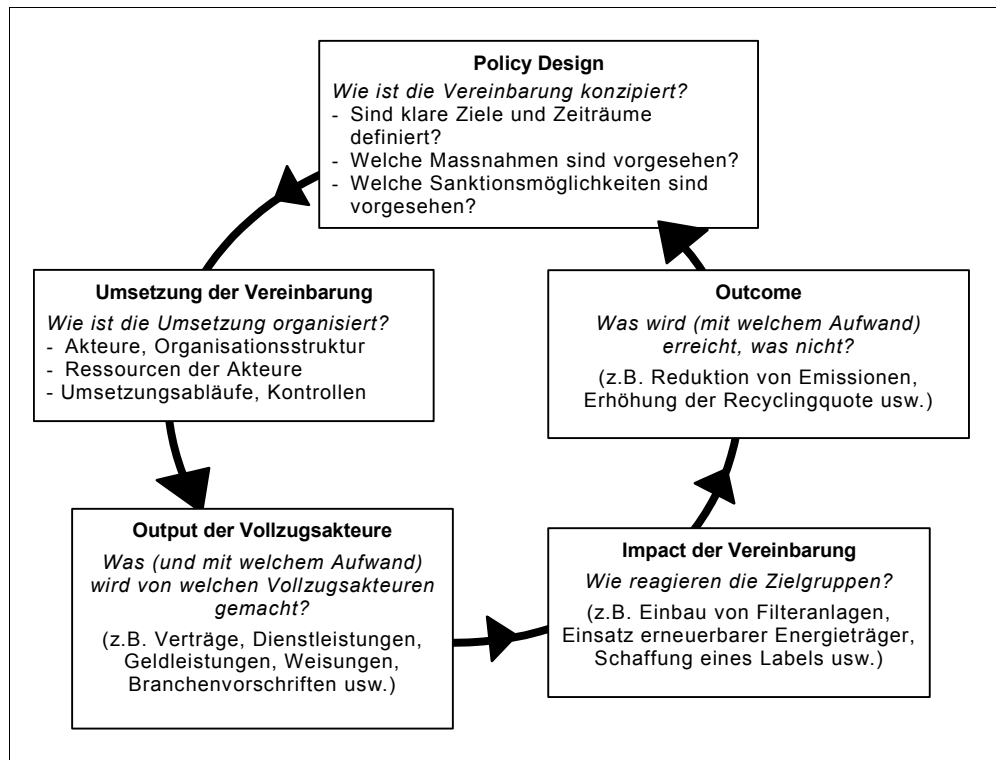 Policy Design
Wie ist die Vereinbarung konzipiert?
- Sind klare Ziele und Zeiträume
definiert?
- Welche Massnahmen sind vorgesehen?
- Welche Sanktionsmöglichkeiten sind
vorgesehen?
Umsetzung der Vereinbarung
Wie ist die Umsetzung organisiert?
- Akteure, Organisationsstruktur
- Ressourcen der Akteure
- Umsetzungsabläufe, Kontrollen
Output der Vollzugsakteure
Was (und mit welchem Aufwand)
wird von welchen Vollzugsakteuren
gemacht?
(z.B. Verträge, Dienstleistungen,
Geldleistungen, Weisungen,
Branchenvorschriften usw.)
Impact der Vereinbarung
Wie reagieren die Zielgruppen?
(z.B. Einbau von Filteranlagen,
Einsatz erneuerbarer Energieträger,
Schaffung eines Labels usw.)
Outcome
Was wird (mit welchem Aufwand)
erreicht, was nicht?
(z.B. Reduktion von Emissionen,
Erhöhung der Recyclingquote usw.)